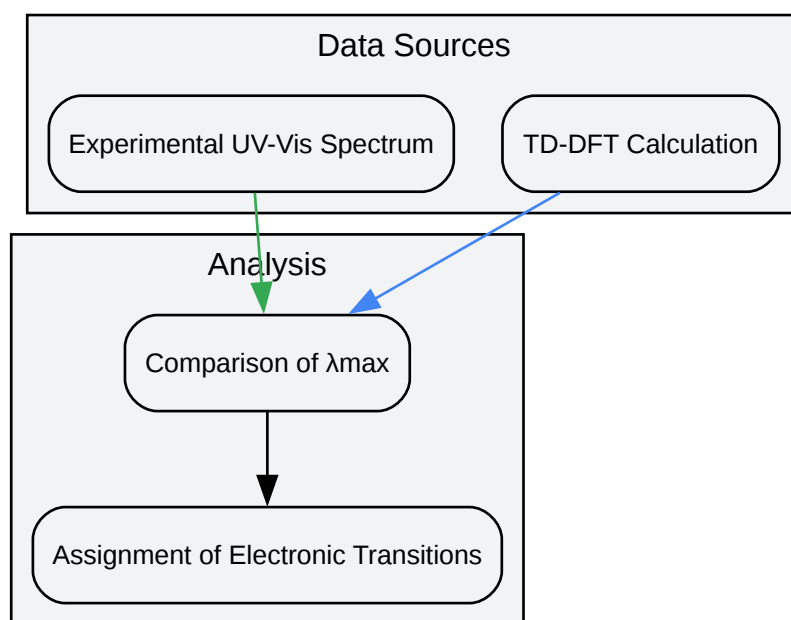 Data Sources
Experimental UV-Vis Spectrum
TD-DFT Calculation
Analysis
Comparison of λmax
Assignment of Electronic Transitions